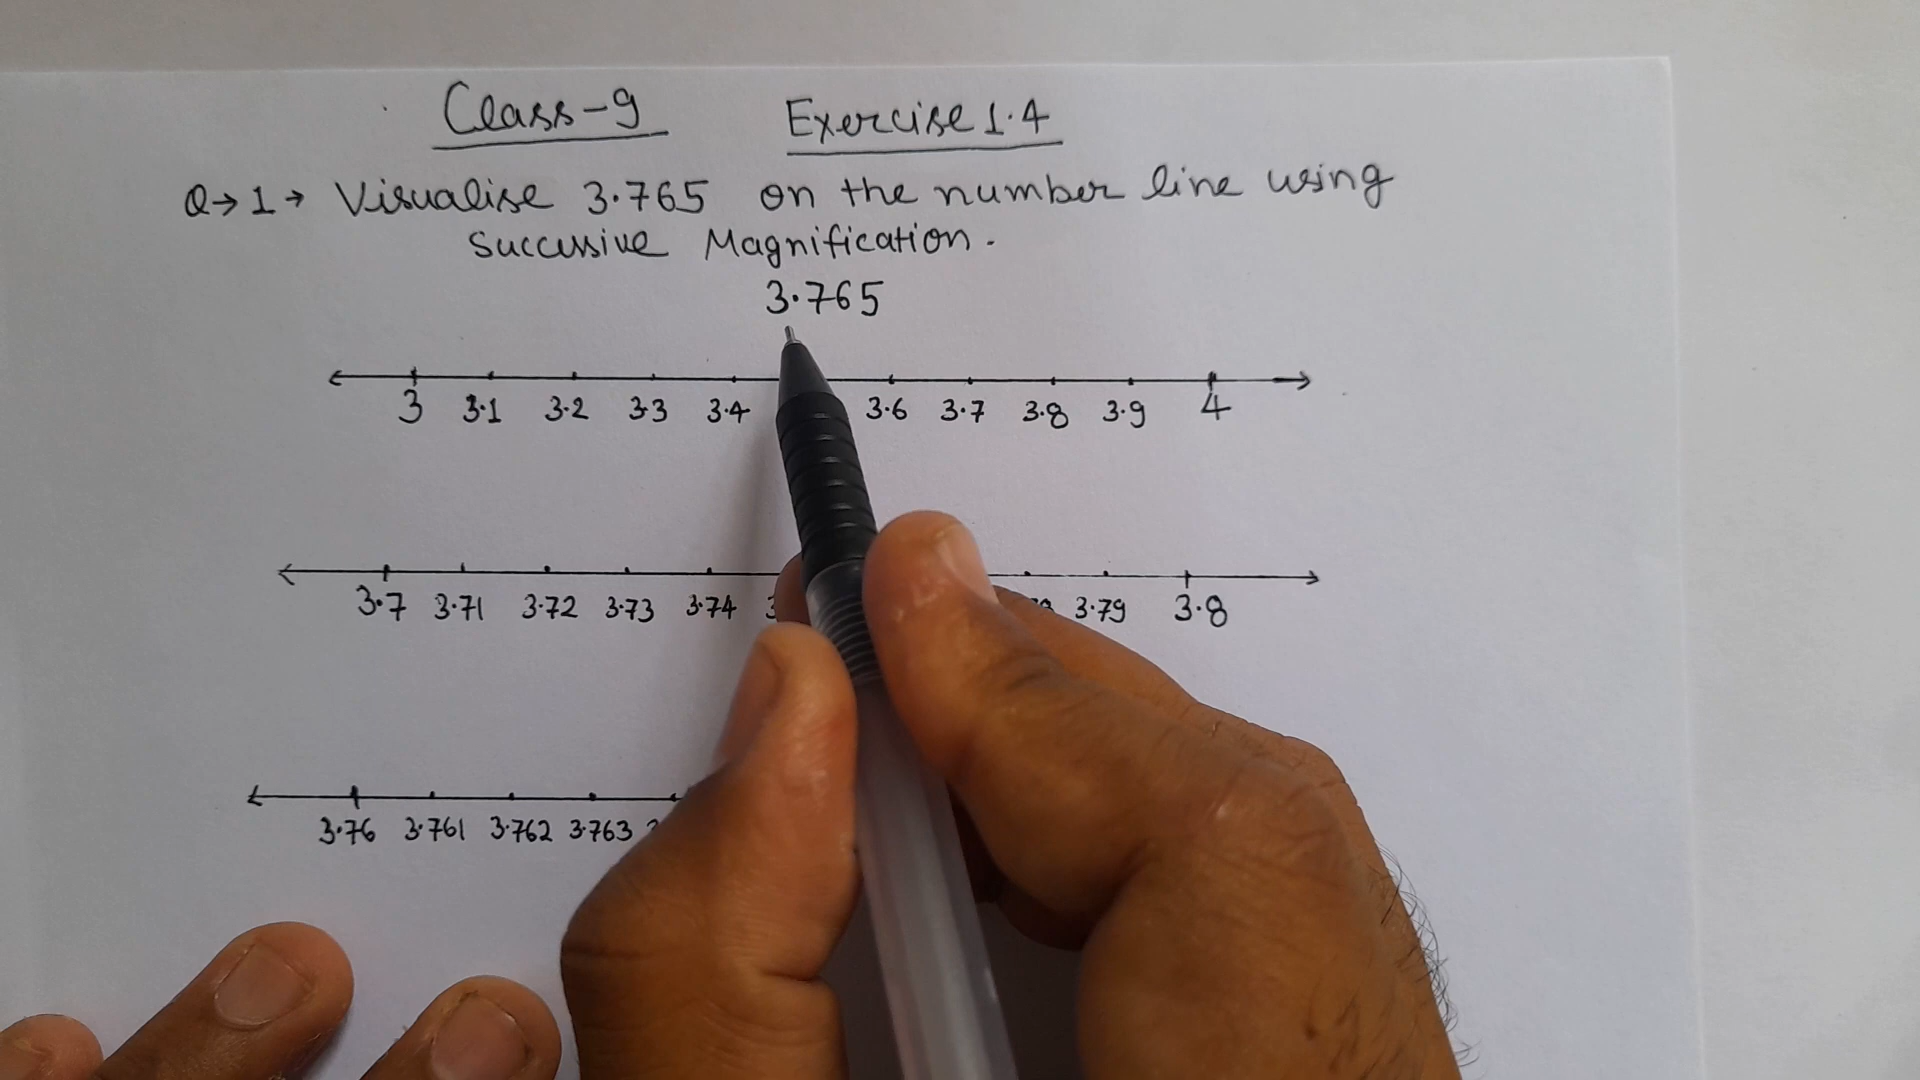 Class-9 Exercise 1.4
Q→1→ Visualise 3.765 on the number line using
Successive Magnification.
3.765
3 3.1 3.2 3.3 3.4 3.6 3.7 3.8 3.9 4
3.7 3.71 3.72 3.73 3.74 3.79 3.8
3.76 3.761 3.762 3.763